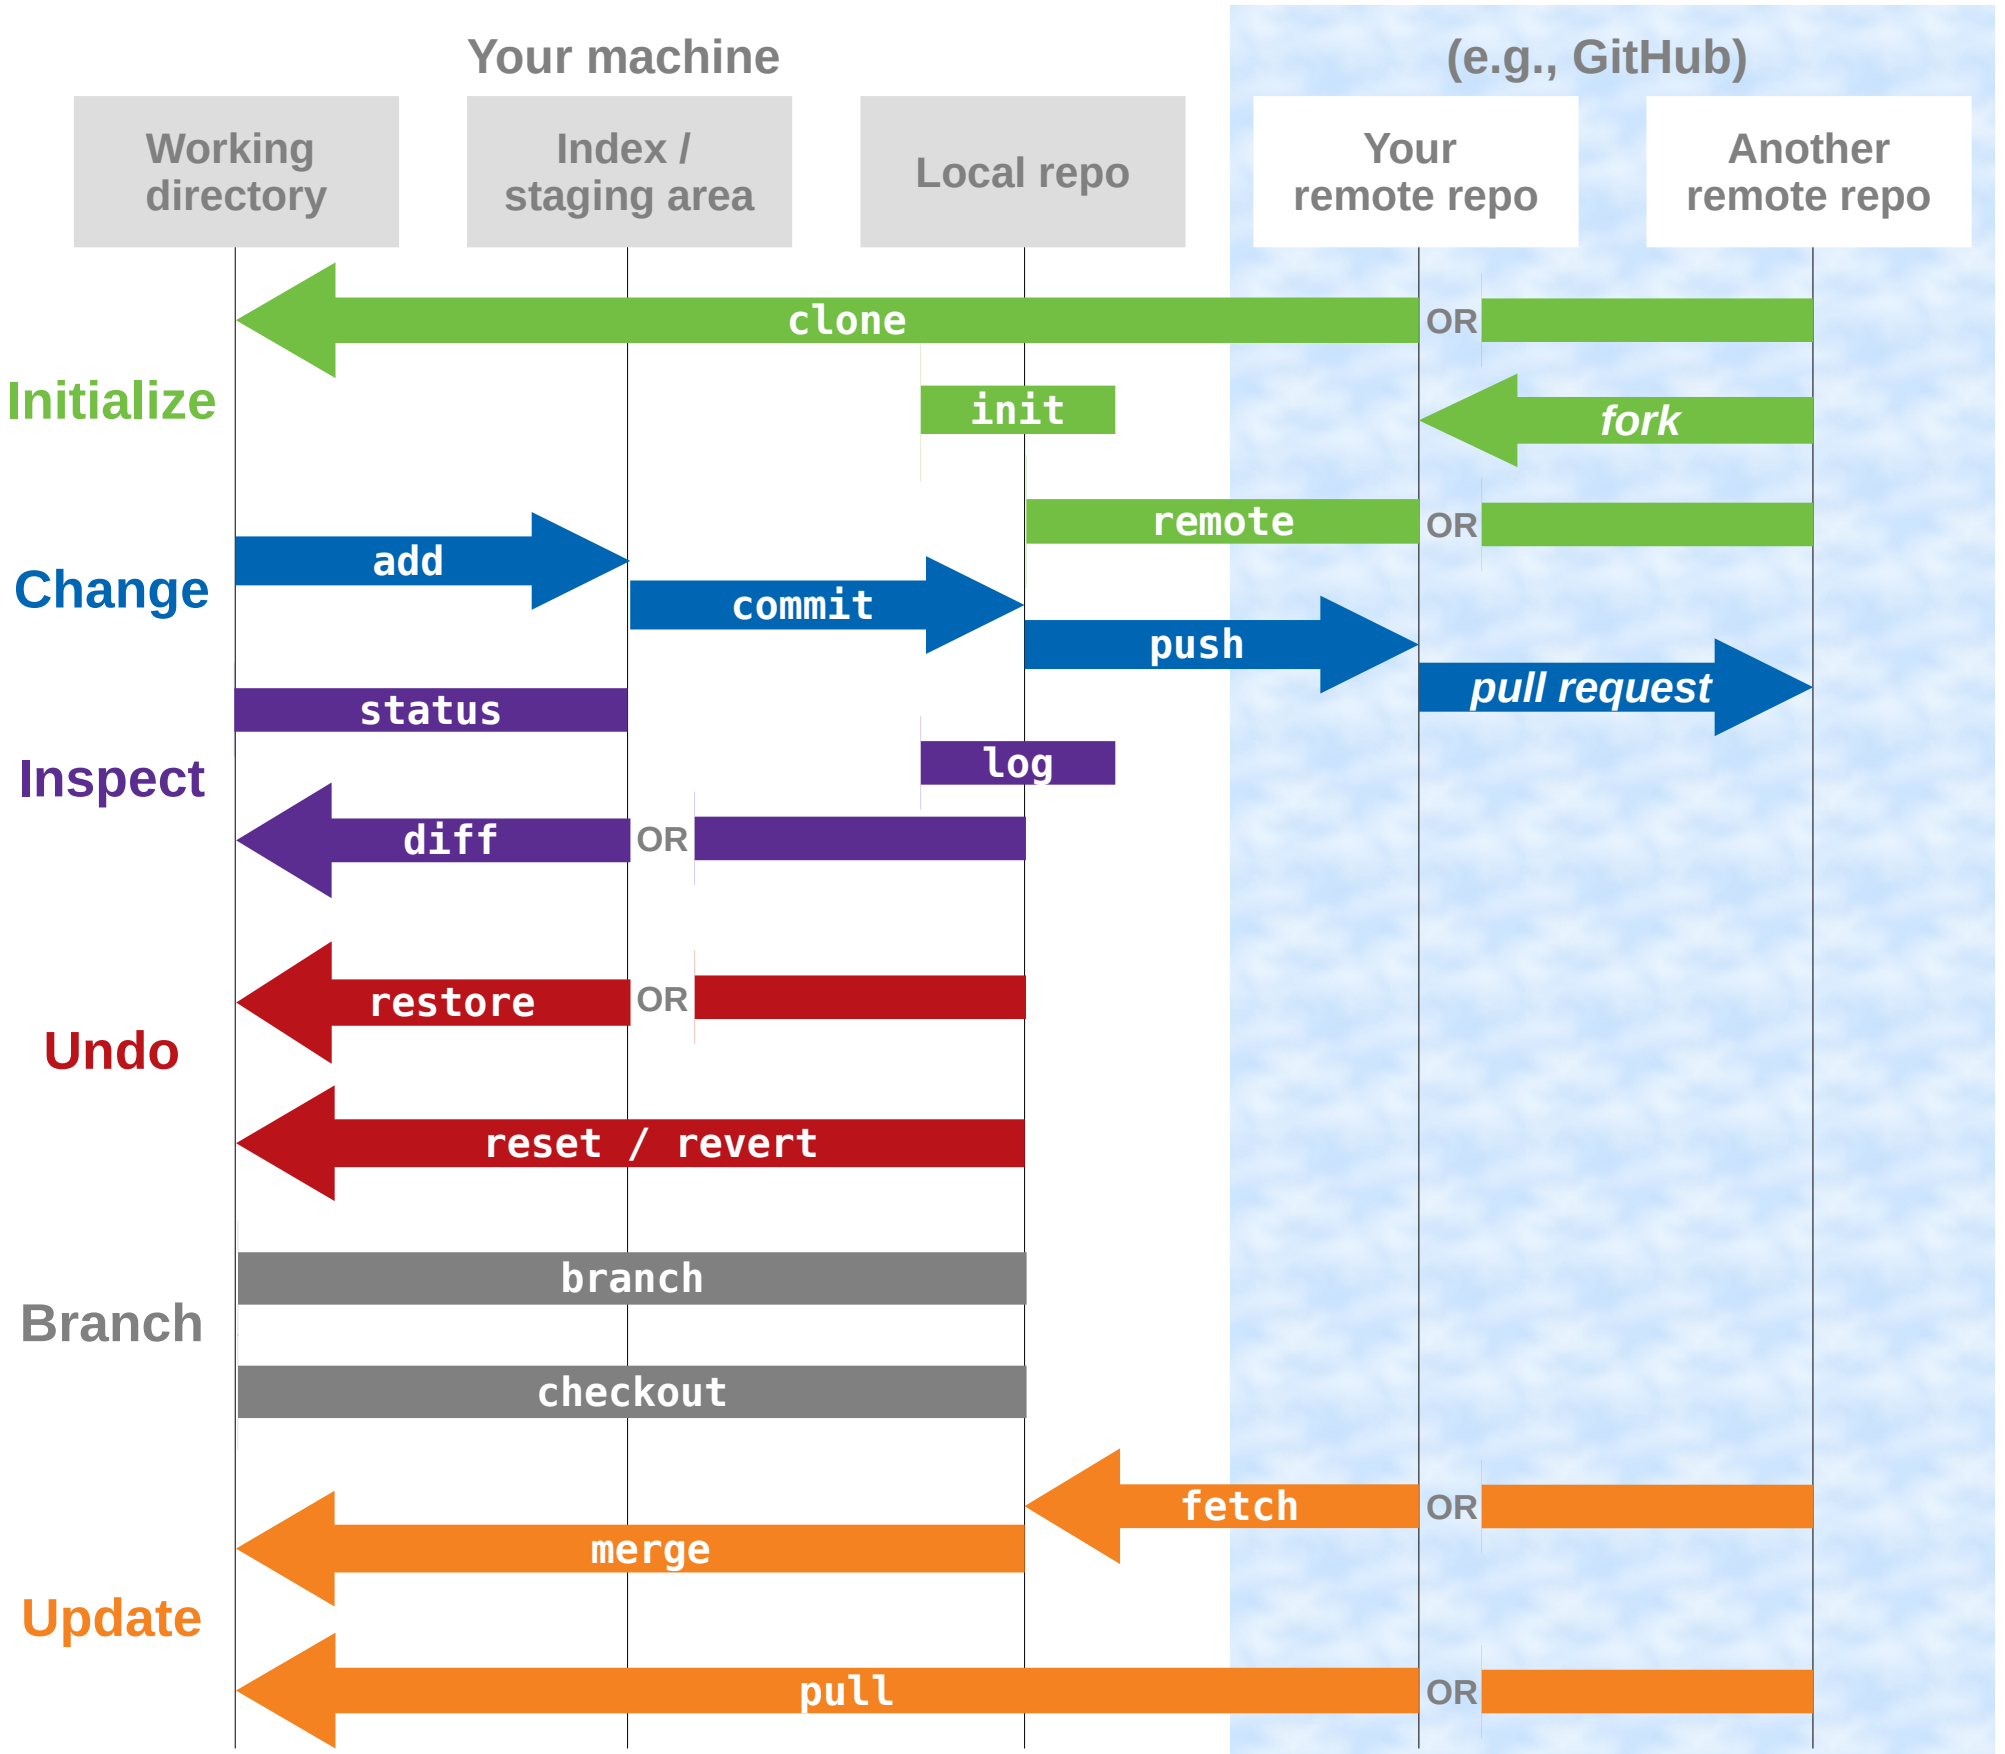 Your machine
(e.g., GitHub)
Working
directory
Index /
staging area
Local repo
Your
remote repo
Another
remote repo
clone
OR
Initialize
init
fork
remote
OR
add
Change
commit
push
pull request
status
Inspect
log
diff
OR
restore
OR
Undo
reset / revert
branch
Branch
checkout
fetch
OR
merge
Update
pull
OR